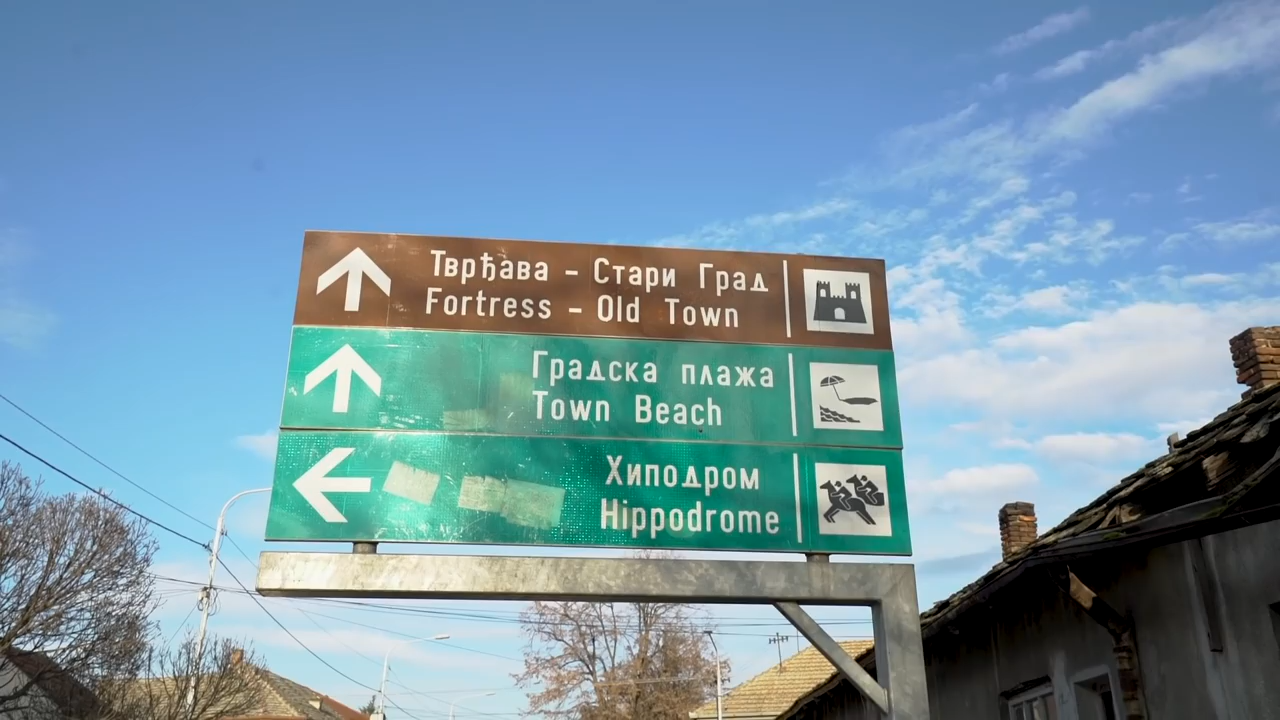 Тврђава - Стари Град
Fortress - Old Town
Градска плажа
Town Beach
Хиподром
Hippodrome